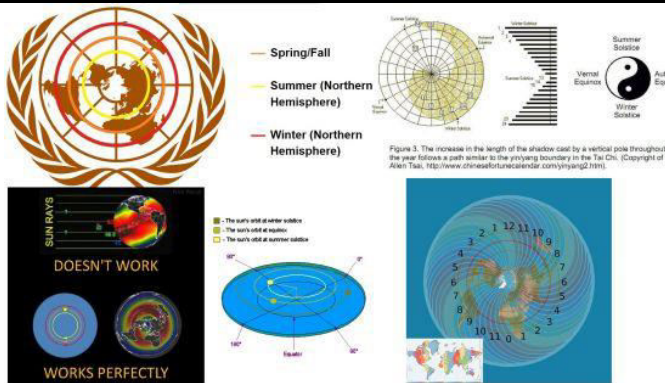 Spring/Fall
Summer (Northern
Hemisphere)
Winter (Northern
Hemisphere)
Summer Solstice
Winter Solstice
Summer
Solstice
Vernal
Equinox
Winter
Solstice
Figure 3. The increase in the length of the shadow cast by a vertical pole throughout
the year follows a path similar to the yin/yang boundary in the Tai Chi. (Copyright of
Allen Tsai, http://www.chinesefortunecalendar.com/yinyang2.htm).
SUN RAYS
DOESN'T WORK
WORKS PERFECTLY
- The sun's orbit at winter solstice
- The sun's orbit at equinox
- The sun's orbit at summer solstice
0°
Equator
1 12 11
2 10
3 9
4 8
5 7
6 6
7 5
8 4
9 3
10 2
11 0 1